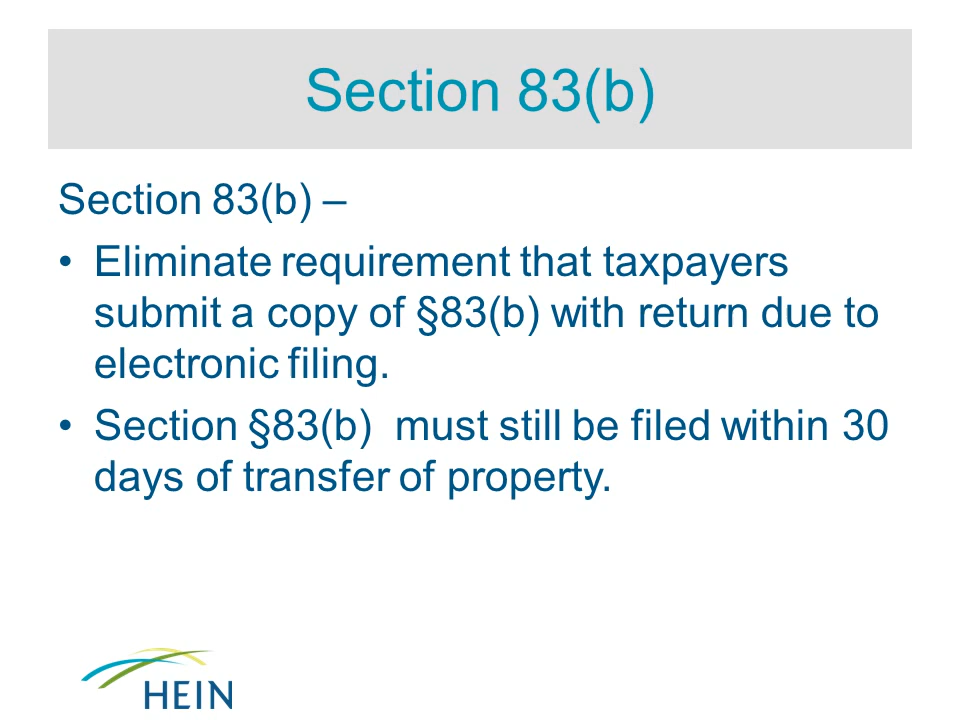 Section 83(b)
Section 83(b) –
• Eliminate requirement that taxpayers
submit a copy of §83(b) with return due to
electronic filing.
• Section §83(b)  must still be filed within 30
days of transfer of property.
HEIN